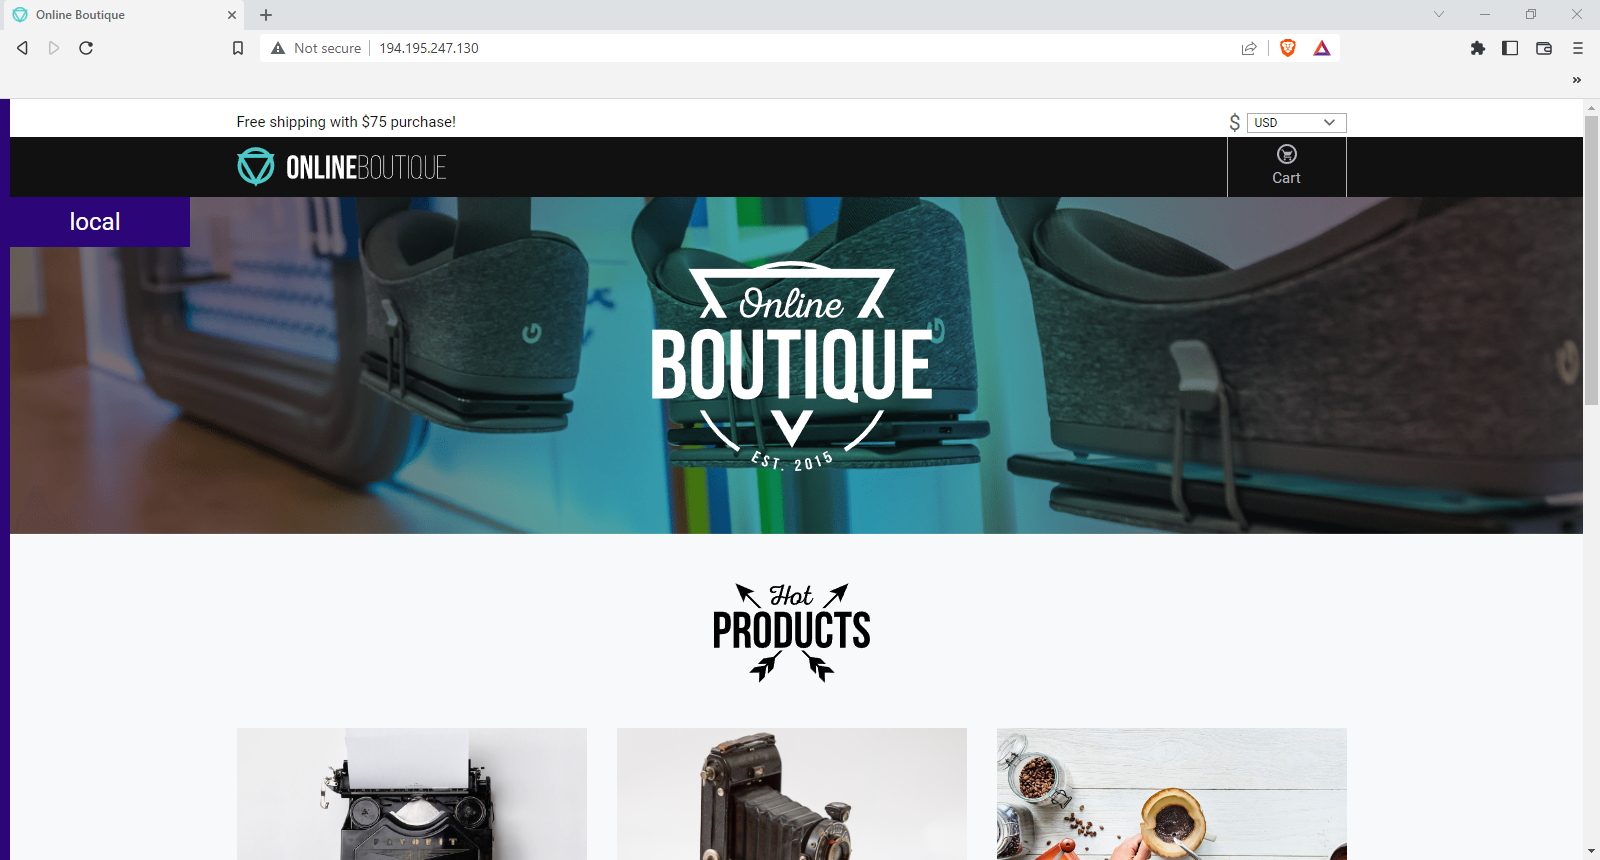 Online Boutique
Not secure
194.195.247.130
Free shipping with $75 purchase!
$ USD
ONLINEBOUTIQUE
Cart
local
Online
BOUTIQUE
EST. 2015
Hot
PRODUCTS